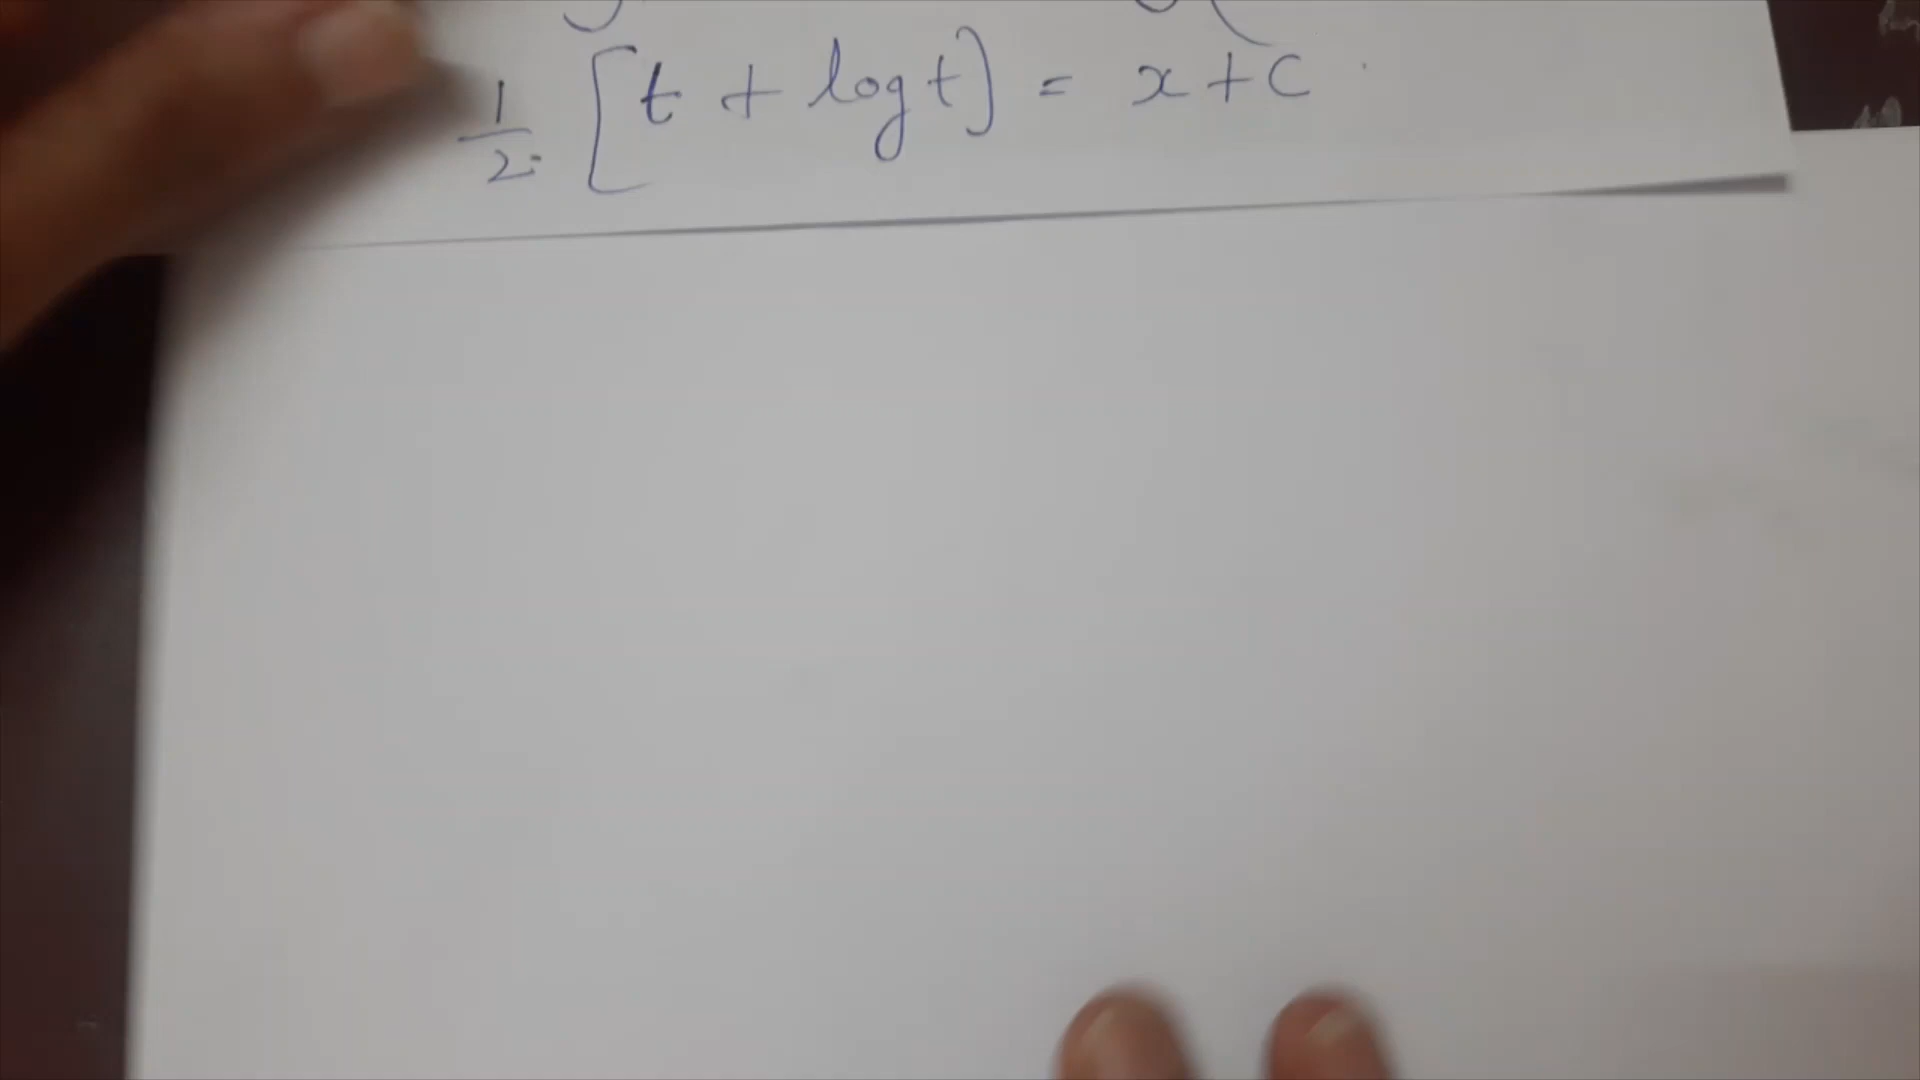 1/2 [t + log t] = x + c